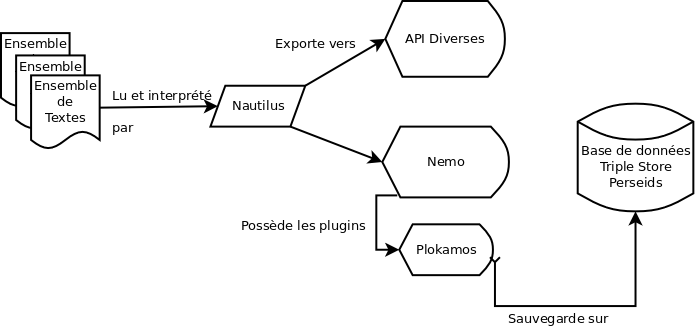 Ensemble
Ensemble
Ensemble
de
Textes
Lu et interprété
par
Nautilus
Exporte vers
API Diverses
Nemo
Possède les plugins
Plokamos
Sauvegarde sur
Base de données
Triple Store
Perseids